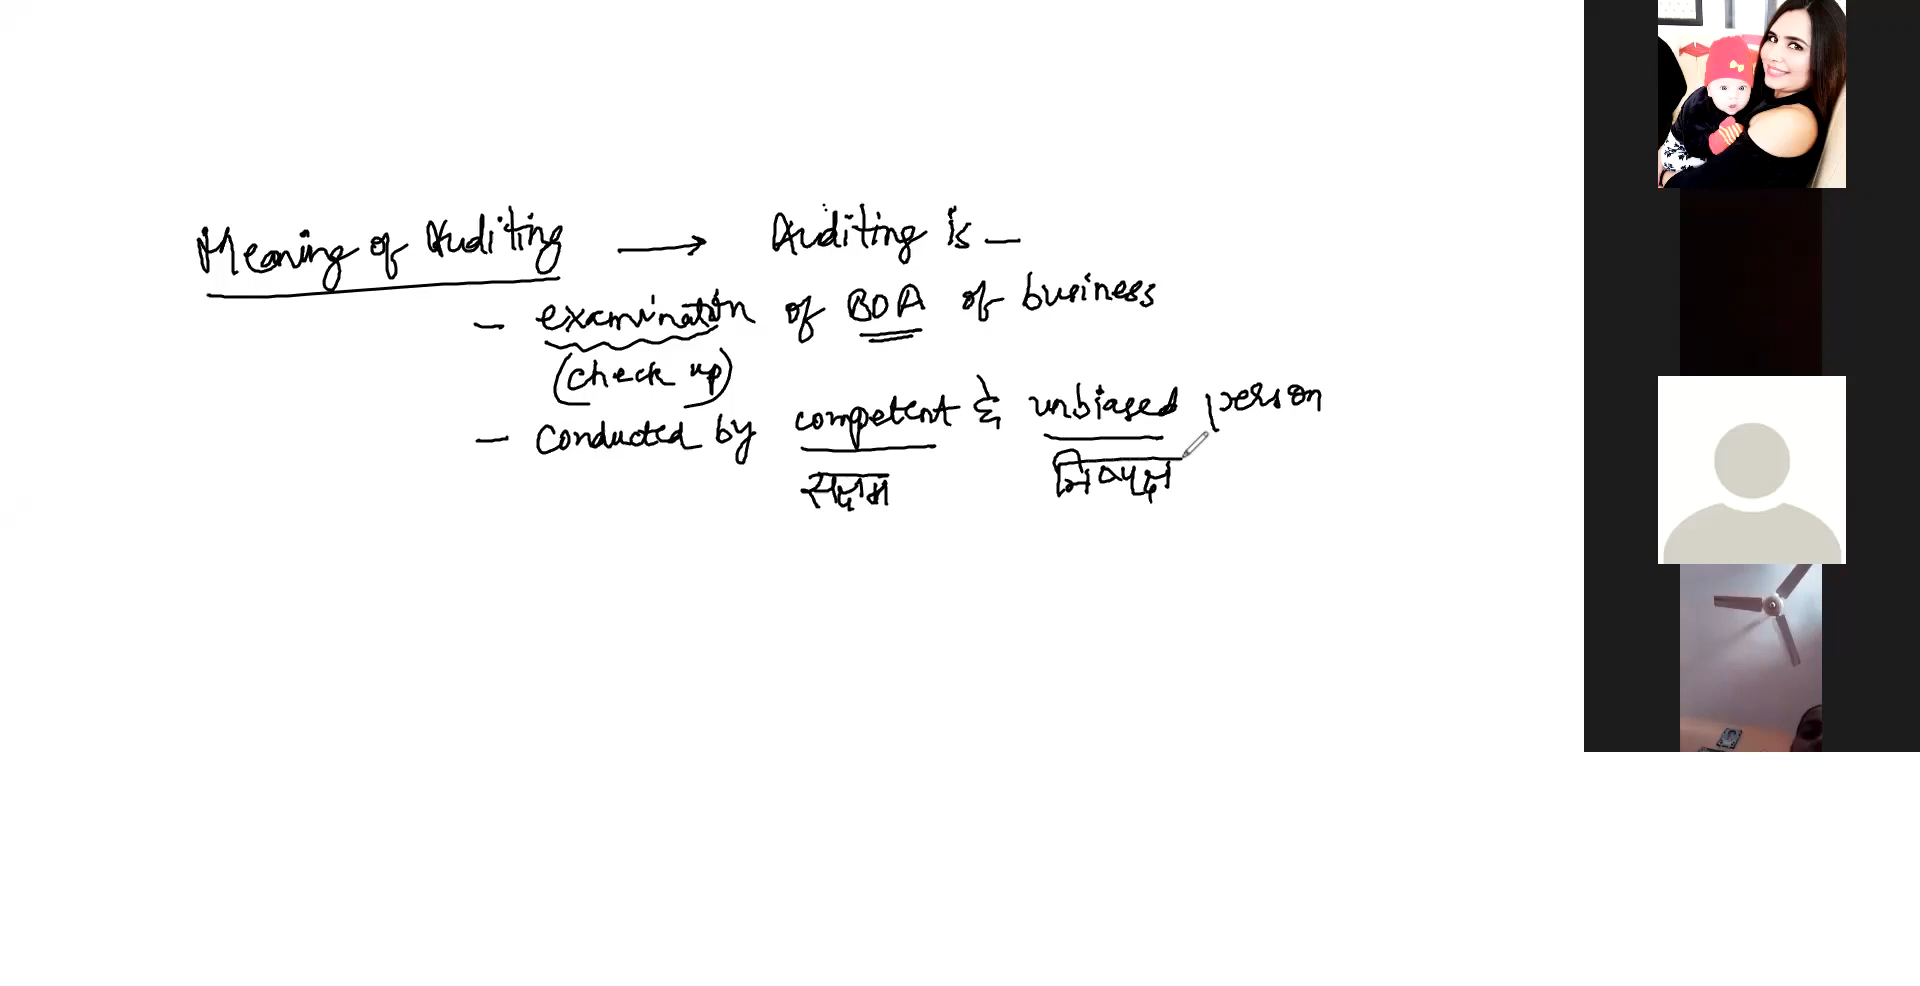 Meaning of Auditing → Auditing is —
— examination of BOA of business
(check up)
— conducted by competent & unbiased person
सक्षम निष्पक्ष